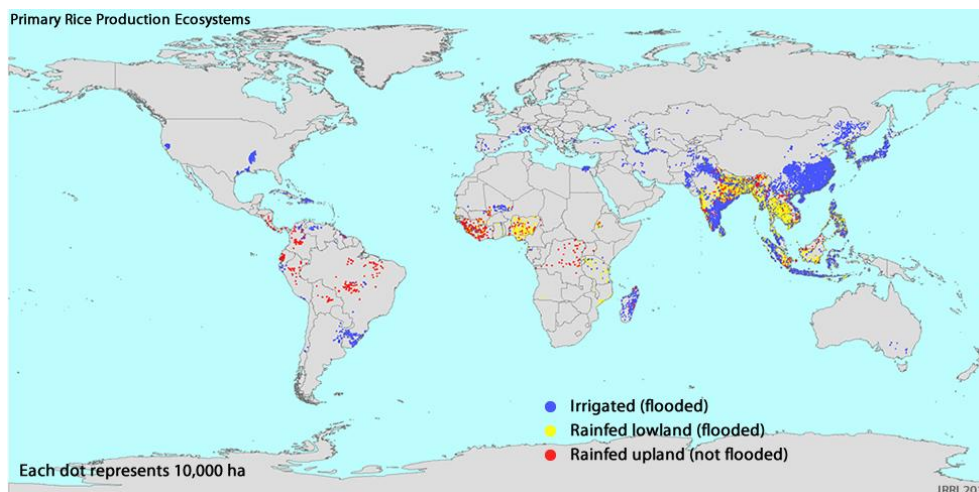 Primary Rice Production Ecosystems
Irrigated (flooded)
Rainfed lowland (flooded)
Rainfed upland (not flooded)
Each dot represents 10,000 ha
IRRI